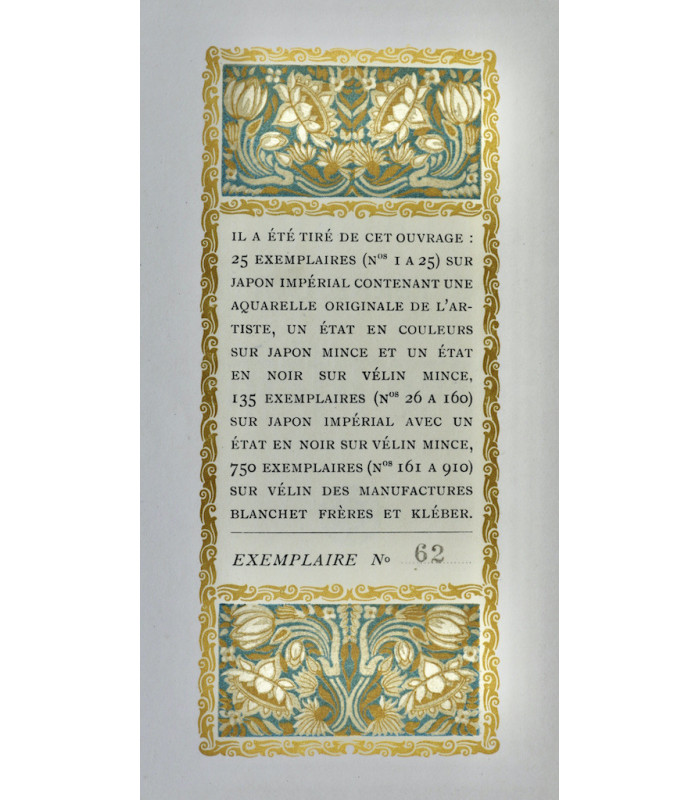 IL A ÉTÉ TIRÉ DE CET OUVRAGE :
25 EXEMPLAIRES (Nos 1 A 25) SUR
JAPON IMPÉRIAL CONTENANT UNE
AQUARELLE ORIGINALE DE L'AR-
TISTE, UN ÉTAT EN COULEURS
SUR JAPON MINCE ET UN ÉTAT
EN NOIR SUR VÉLIN MINCE,
135 EXEMPLAIRES (Nos 26 A 160)
SUR JAPON IMPÉRIAL AVEC UN
ÉTAT EN NOIR SUR VÉLIN MINCE,
750 EXEMPLAIRES (Nos 161 A 910)
SUR VÉLIN DES MANUFACTURES
BLANCHET FRÈRES ET KLÉBER.
EXEMPLAIRE No 62